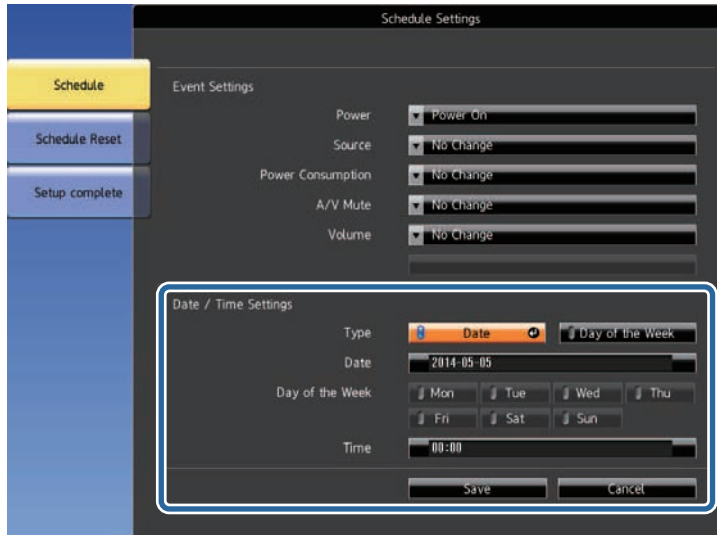 Schedule Settings
Schedule
Schedule Reset
Setup complete
Event Settings
Power Power On
Source No Change
Power Consumption No Change
A/V Mute No Change
Volume No Change
Date / Time Settings
Type Date Day of the Week
Date 2014-05-05
Day of the Week Mon Tue Wed Thu
Fri Sat Sun
Time 00:00
Save Cancel